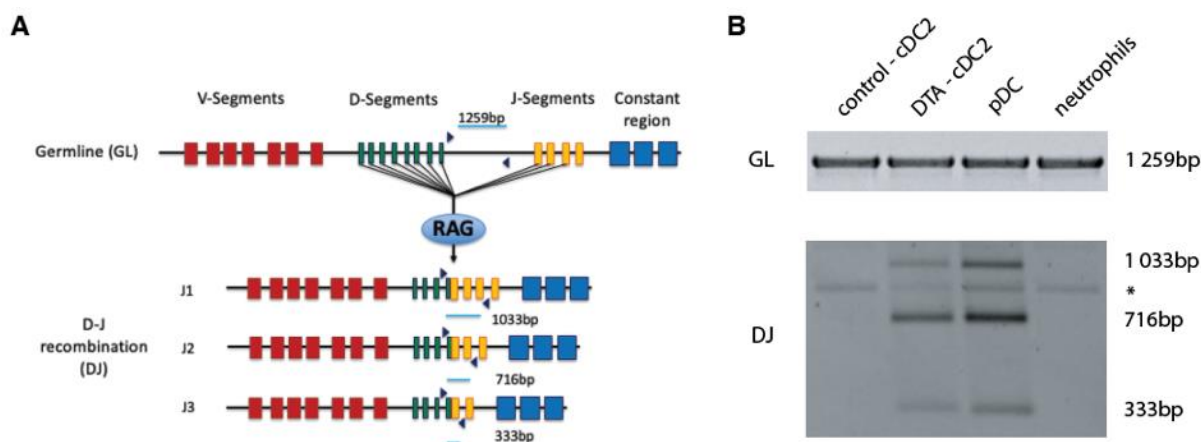 A
V-Segments D-Segments J-Segments Constant
region
1259bp
Germline (GL)
RAG
J1
1033bp
D-J
recombination
(DJ)
J2
716bp
J3
333bp
B
control - cDC2
DTA - cDC2
pDC
neutrophils
GL 1 259bp
1 033bp
*
DJ 716bp
333bp